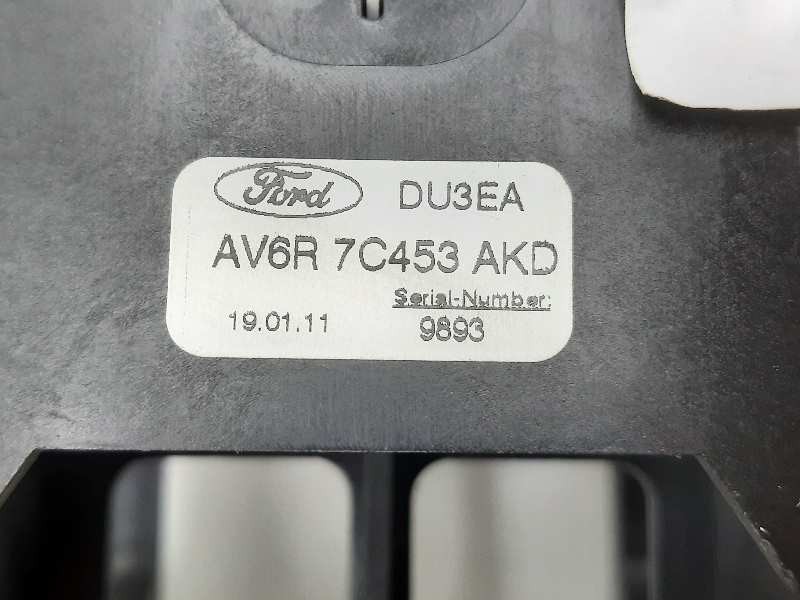 Ford DU3EA
AV6R 7C453 AKD
Serial-Number:
19.01.11 9893